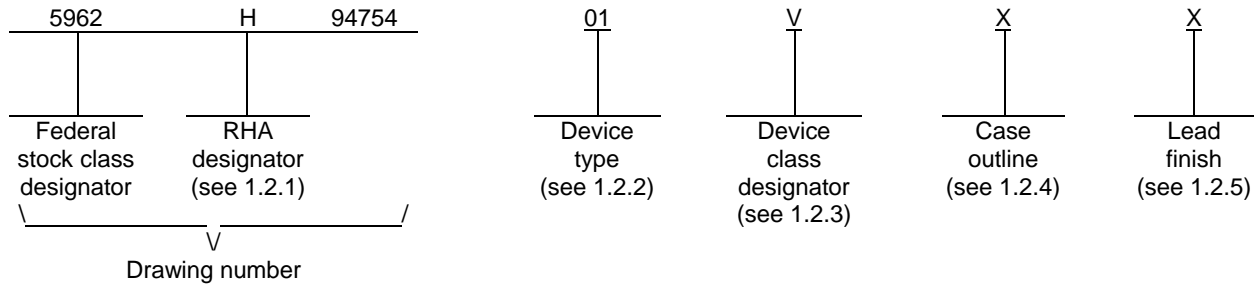 5962 H 94754 01 V X X
Federal stock class designator
RHA designator (see 1.2.1)
Device type (see 1.2.2)
Device class designator (see 1.2.3)
Case outline (see 1.2.4)
Lead finish (see 1.2.5)
Drawing number